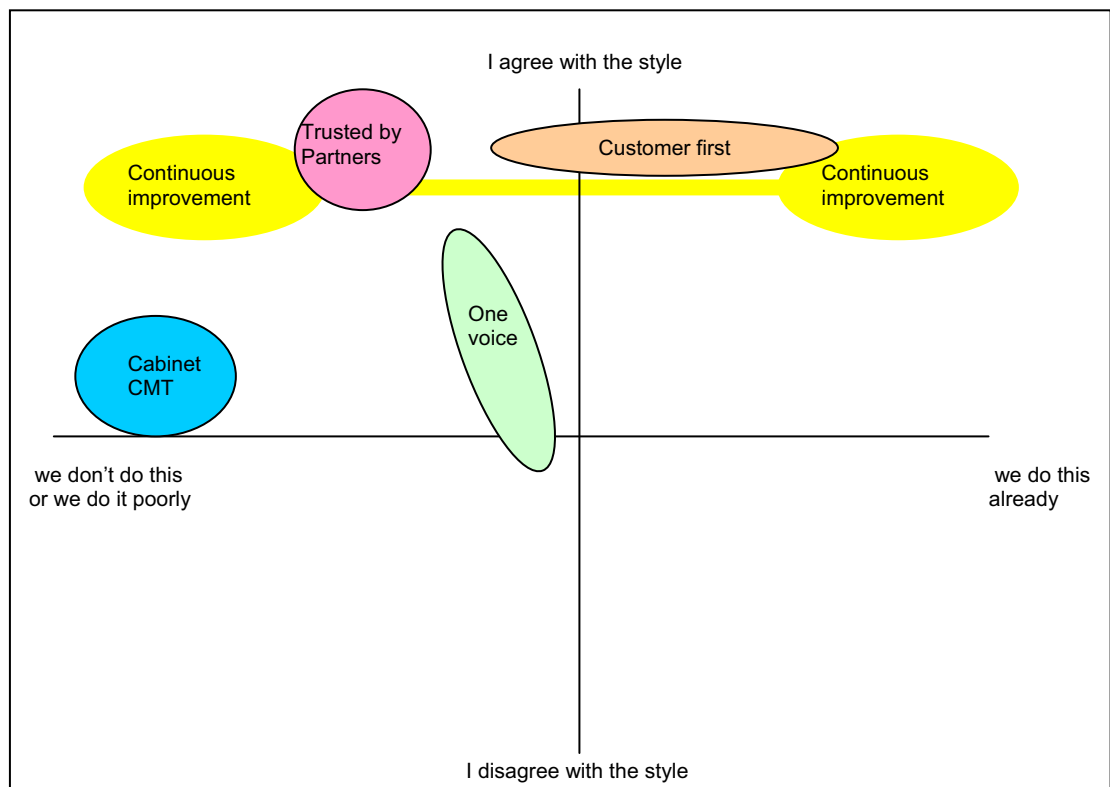 I agree with the style
Trusted by
Partners
Customer first
Continuous
improvement
Continuous
improvement
One
voice
Cabinet
CMT
we don’t do this
or we do it poorly
we do this
already
I disagree with the style